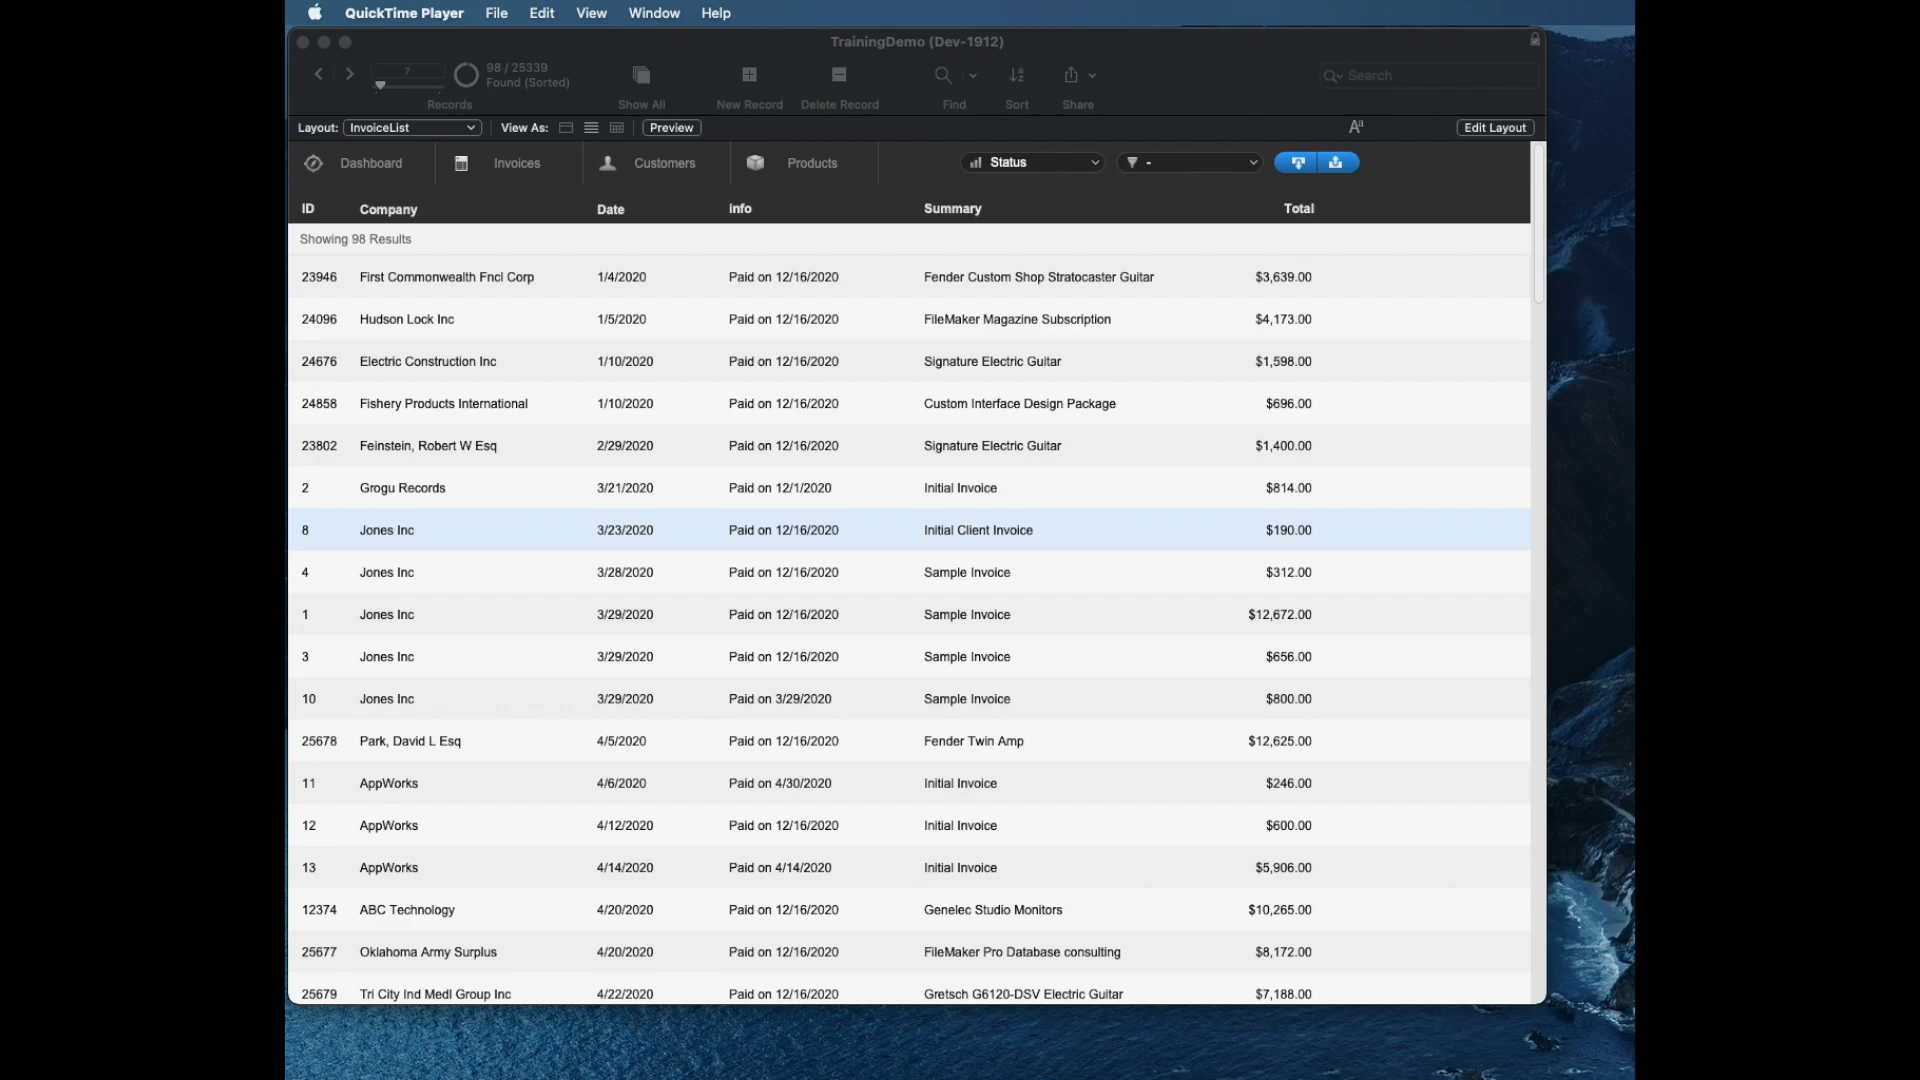 QuickTime Player File Edit View Window Help
TrainingDemo (Dev-1912)
7 98 / 25339
Found (Sorted)
Search
Records Show All New Record Delete Record Find Sort Share
Layout: InvoiceList View As: Preview Aa Edit Layout
Dashboard Invoices Customers Products Status -
ID Company Date info Summary Total
Showing 98 Results
23946 First Commonwealth Fncl Corp 1/4/2020 Paid on 12/16/2020 Fender Custom Shop Stratocaster Guitar $3,639.00
24096 Hudson Lock Inc 1/5/2020 Paid on 12/16/2020 FileMaker Magazine Subscription $4,173.00
24676 Electric Construction Inc 1/10/2020 Paid on 12/16/2020 Signature Electric Guitar $1,598.00
24858 Fishery Products International 1/10/2020 Paid on 12/16/2020 Custom Interface Design Package $696.00
23802 Feinstein, Robert W Esq 2/29/2020 Paid on 12/16/2020 Signature Electric Guitar $1,400.00
2 Grogu Records 3/21/2020 Paid on 12/1/2020 Initial Invoice $814.00
8 Jones Inc 3/23/2020 Paid on 12/16/2020 Initial Client Invoice $190.00
4 Jones Inc 3/28/2020 Paid on 12/16/2020 Sample Invoice $312.00
1 Jones Inc 3/29/2020 Paid on 12/16/2020 Sample Invoice $12,672.00
3 Jones Inc 3/29/2020 Paid on 12/16/2020 Sample Invoice $656.00
10 Jones Inc 3/29/2020 Paid on 3/29/2020 Sample Invoice $800.00
25678 Park, David L Esq 4/5/2020 Paid on 12/16/2020 Fender Twin Amp $12,625.00
11 AppWorks 4/6/2020 Paid on 4/30/2020 Initial Invoice $246.00
12 AppWorks 4/12/2020 Paid on 12/16/2020 Initial Invoice $600.00
13 AppWorks 4/14/2020 Paid on 4/14/2020 Initial Invoice $5,906.00
12374 ABC Technology 4/20/2020 Paid on 12/16/2020 Genelec Studio Monitors $10,265.00
25677 Oklahoma Army Surplus 4/20/2020 Paid on 12/16/2020 FileMaker Pro Database consulting $8,172.00
25679 Tri City Ind Medl Group Inc 4/22/2020 Paid on 12/16/2020 Gretsch G6120-DSV Electric Guitar $7,188.00